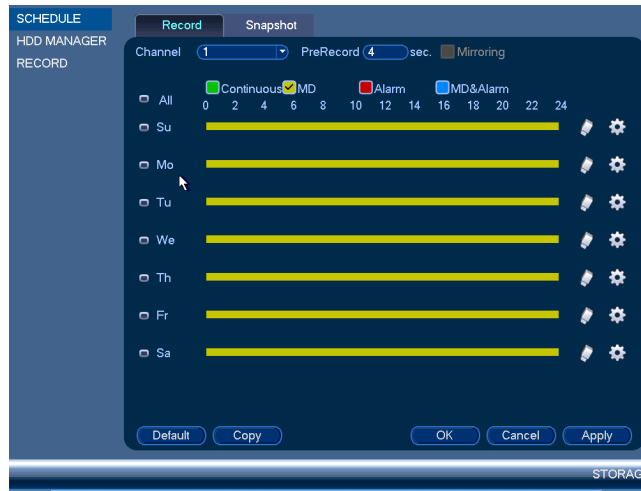 SCHEDULE
HDD MANAGER
RECORD
Record Snapshot
Channel 1 PreRecord 4 sec. Mirroring
Continuous MD Alarm MD&Alarm
All 0 2 4 6 8 10 12 14 16 18 20 22 24
Su
Mo
Tu
We
Th
Fr
Sa
Default Copy OK Cancel Apply